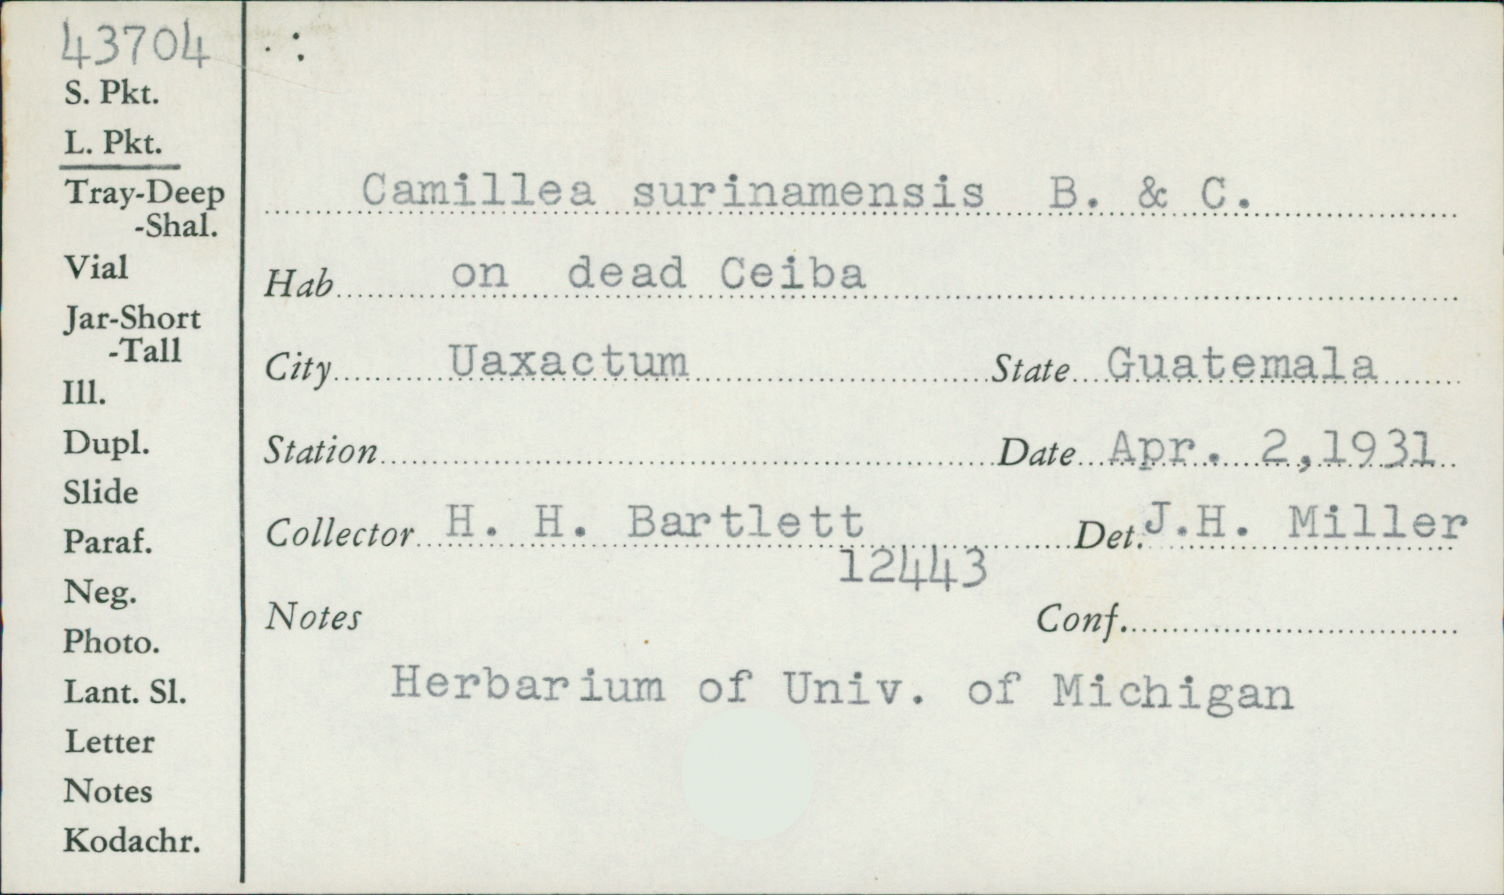 43704
S. Pkt.
L. Pkt.
Tray-Deep
-Shal.
Vial
Jar-Short
-Tall
Ill.
Dupl.
Slide
Paraf.
Neg.
Photo.
Lant. Sl.
Letter
Notes
Kodachr.
Camillea surinamensis B. & C.
Hab on dead Ceiba
City Uaxactum State Guatemala
Station Date Apr. 2,1931
Collector H. H. Bartlett Det. J.H. Miller
12443
Notes Conf.
Herbarium of Univ. of Michigan